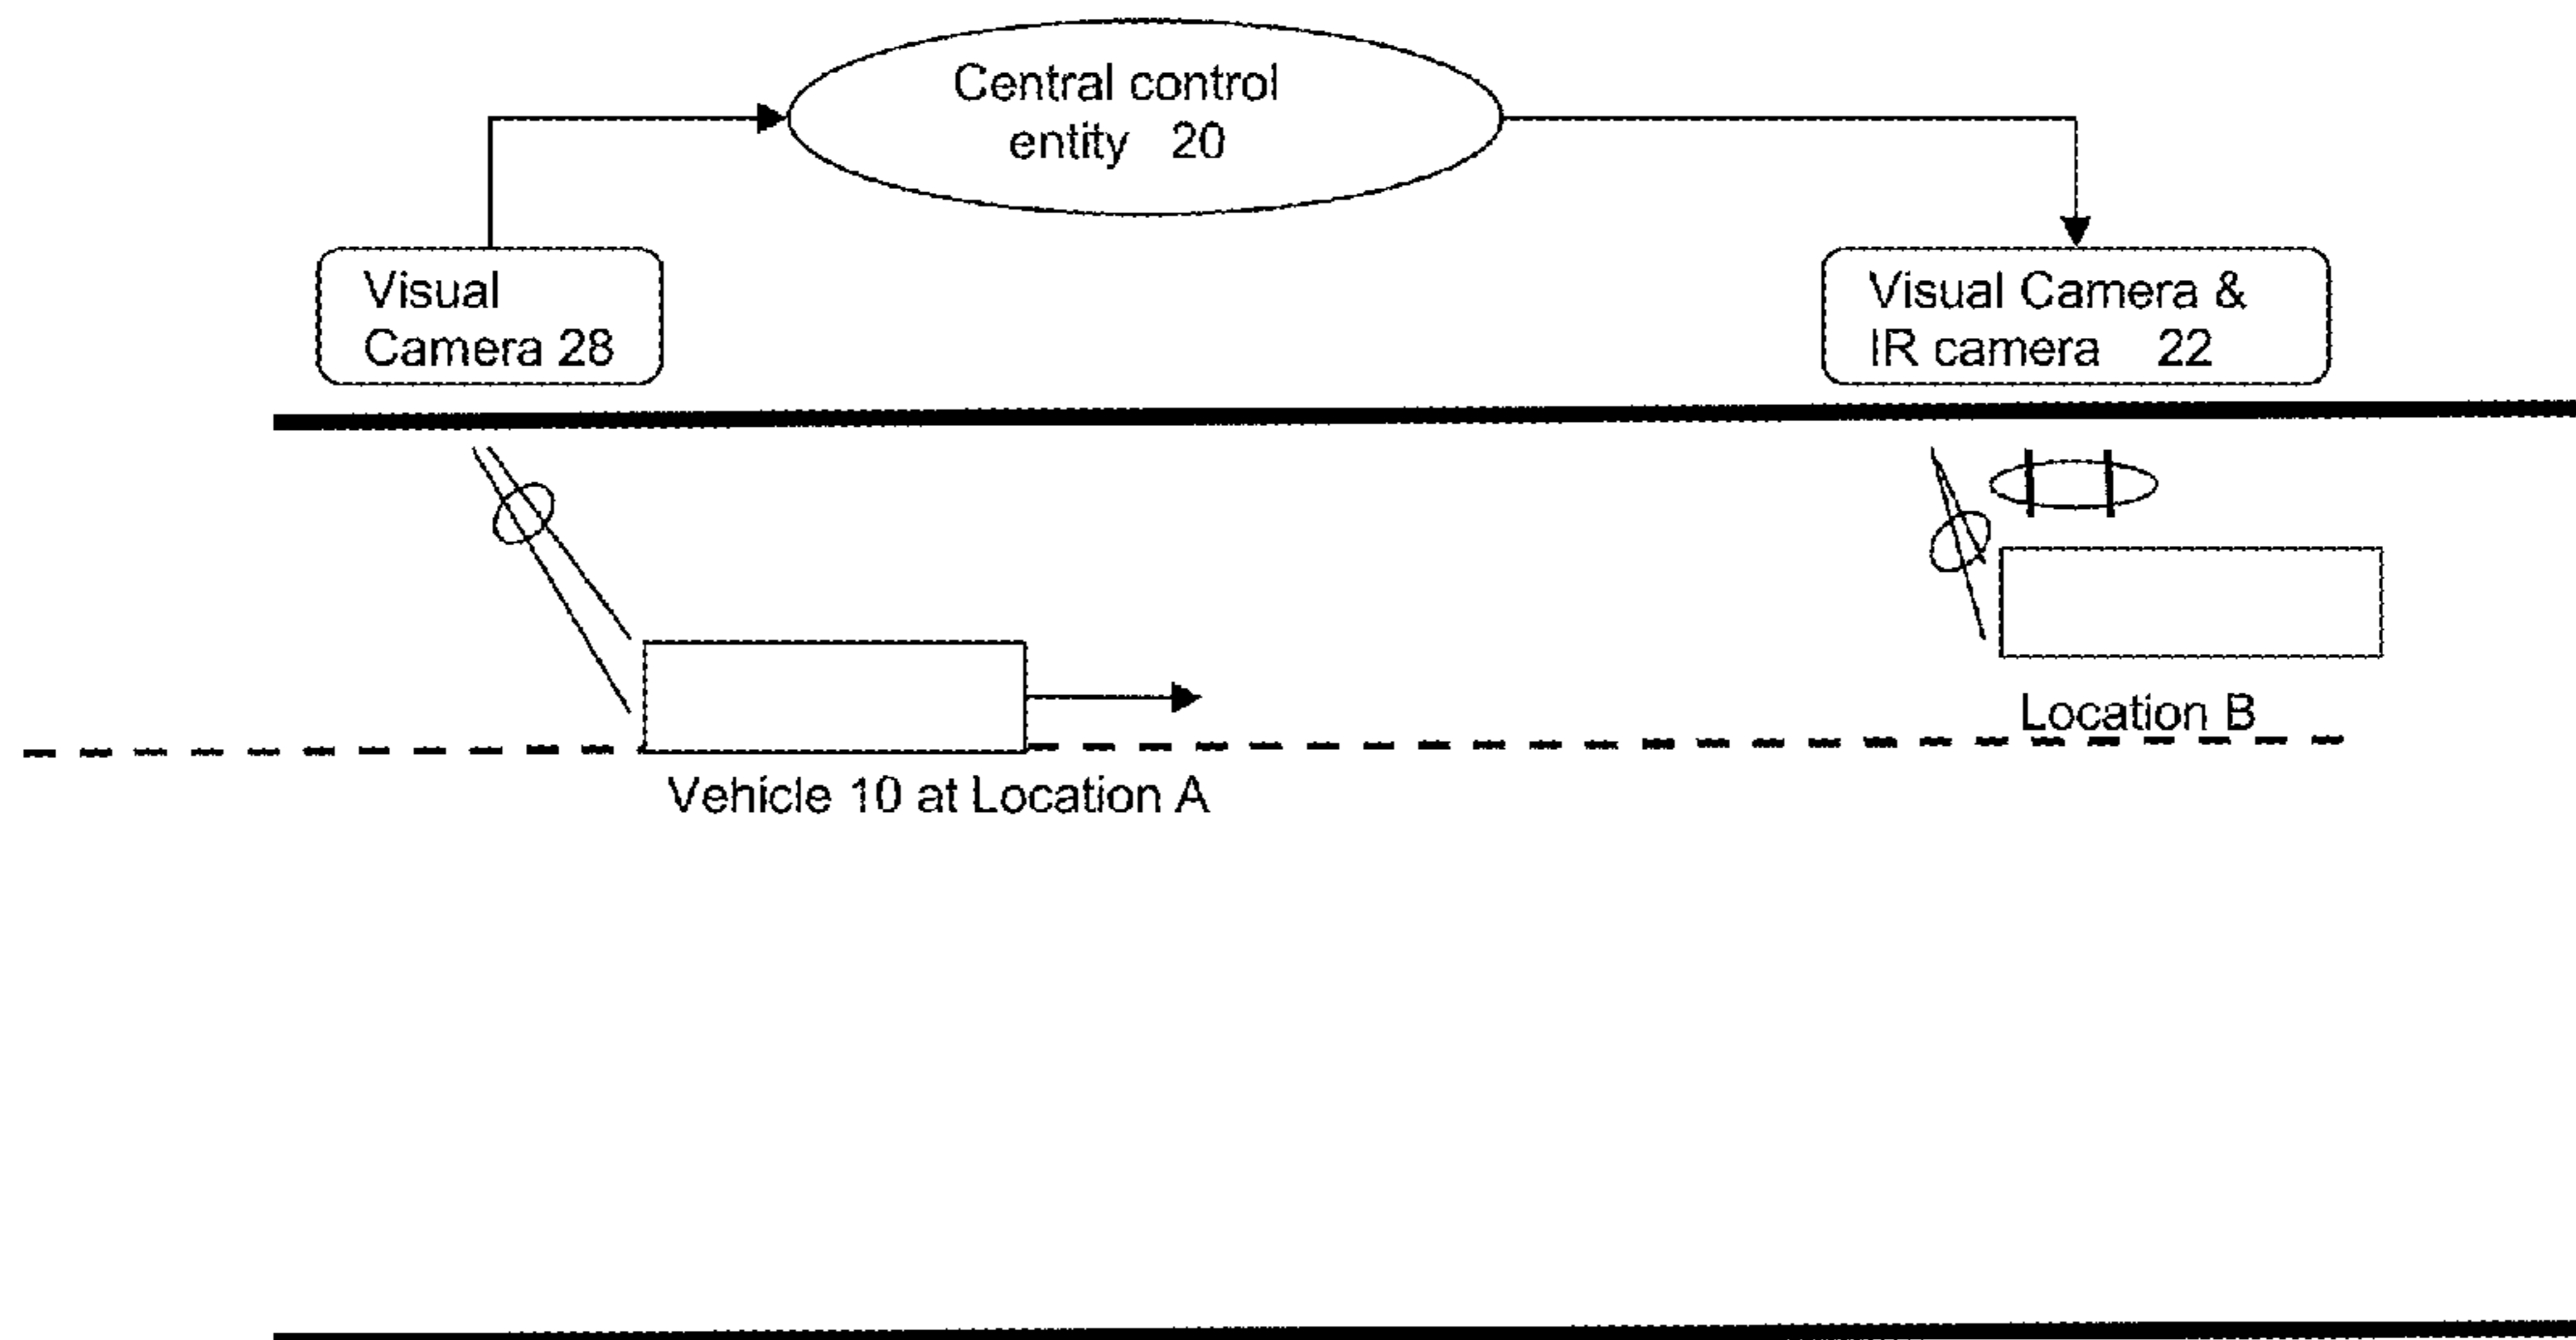 Central control
entity 20
Visual
Camera 28
Visual Camera &
IR camera 22
Location B
Vehicle 10 at Location A